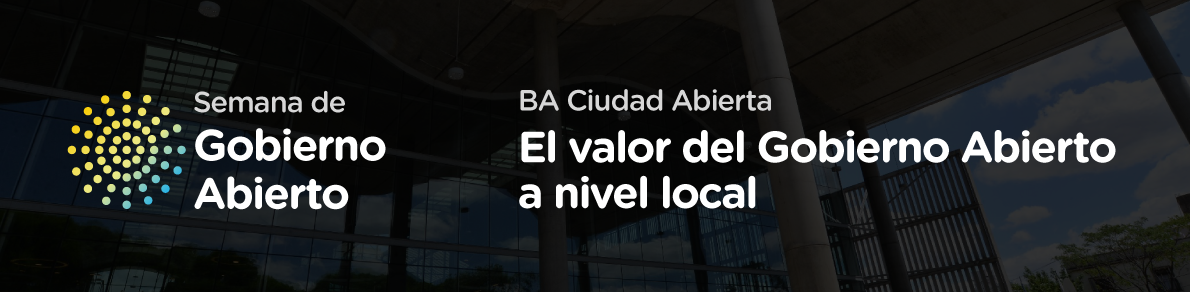 Semana de
Gobierno
Abierto
BA Ciudad Abierta
El valor del Gobierno Abierto
a nivel local